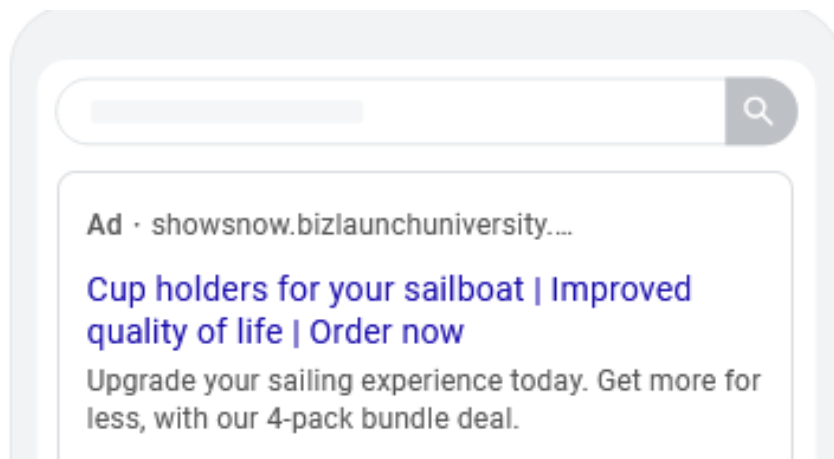 Ad · showsnow.bizlaunchuniversity....
Cup holders for your sailboat | Improved
quality of life | Order now
Upgrade your sailing experience today. Get more for
less, with our 4-pack bundle deal.